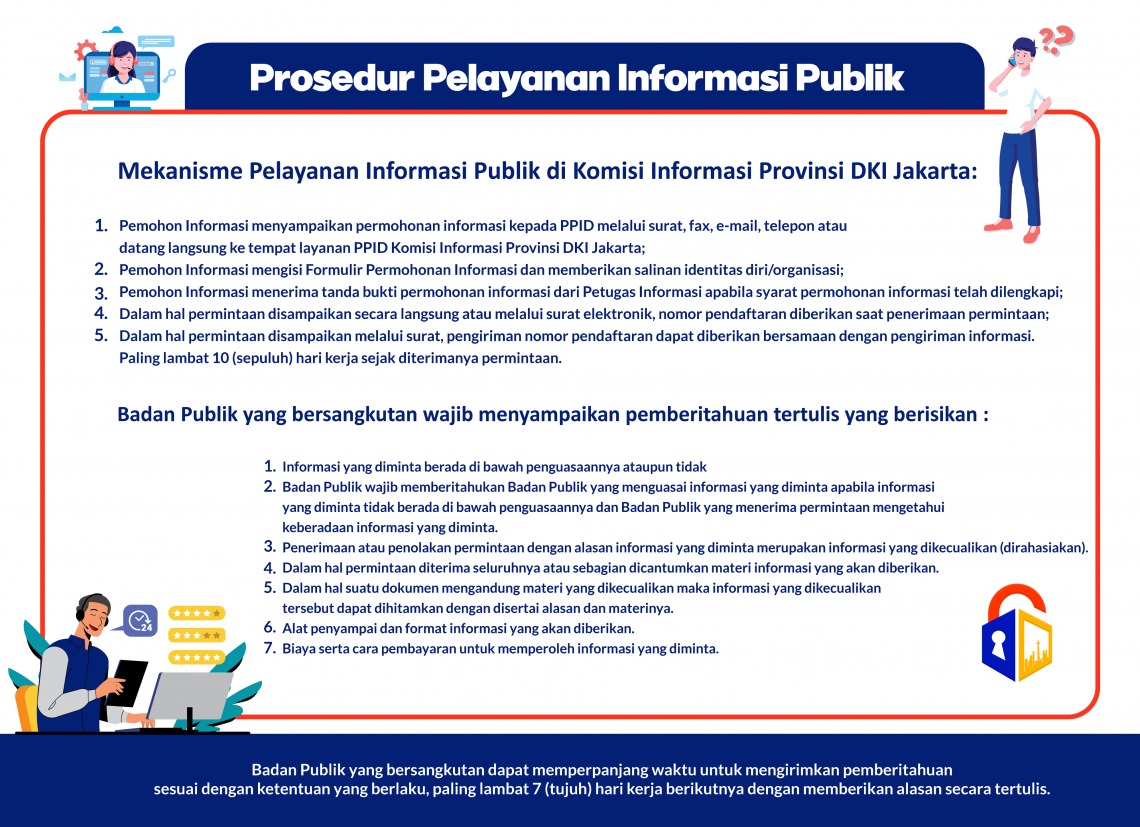 Prosedur Pelayanan Informasi Publik
Mekanisme Pelayanan Informasi Publik di Komisi Informasi Provinsi DKI Jakarta:
1. Pemohon Informasi menyampaikan permohonan informasi kepada PPID melalui surat, fax, e-mail, telepon atau
datang langsung ke tempat layanan PPID Komisi Informasi Provinsi DKI Jakarta;
2. Pemohon Informasi mengisi Formulir Permohonan Informasi dan memberikan salinan identitas diri/organisasi;
3. Pemohon Informasi menerima tanda bukti permohonan informasi dari Petugas Informasi apabila syarat permohonan informasi telah dilengkapi;
4. Dalam hal permintaan disampaikan secara langsung atau melalui surat elektronik, nomor pendaftaran diberikan saat penerimaan permintaan;
5. Dalam hal permintaan disampaikan melalui surat, pengiriman nomor pendaftaran dapat diberikan bersamaan dengan pengiriman informasi.
Paling lambat 10 (sepuluh) hari kerja sejak diterimanya permintaan.
Badan Publik yang bersangkutan wajib menyampaikan pemberitahuan tertulis yang berisikan :
1. Informasi yang diminta berada di bawah penguasaannya ataupun tidak
2. Badan Publik wajib memberitahukan Badan Publik yang menguasai informasi yang diminta apabila informasi
yang diminta tidak berada di bawah penguasaannya dan Badan Publik yang menerima permintaan mengetahui
keberadaan informasi yang diminta.
3. Penerimaan atau penolakan permintaan dengan alasan informasi yang diminta merupakan informasi yang dikecualikan (dirahasiakan).
4. Dalam hal permintaan diterima seluruhnya atau sebagian dicantumkan materi informasi yang akan diberikan.
5. Dalam hal suatu dokumen mengandung materi yang dikecualikan maka informasi yang dikecualikan
tersebut dapat dihitamkan dengan disertai alasan dan materinya.
6. Alat penyampai dan format informasi yang akan diberikan.
7. Biaya serta cara pembayaran untuk memperoleh informasi yang diminta.
24
Badan Publik yang bersangkutan dapat memperpanjang waktu untuk mengirimkan pemberitahuan
sesuai dengan ketentuan yang berlaku, paling lambat 7 (tujuh) hari kerja berikutnya dengan memberikan alasan secara tertulis.